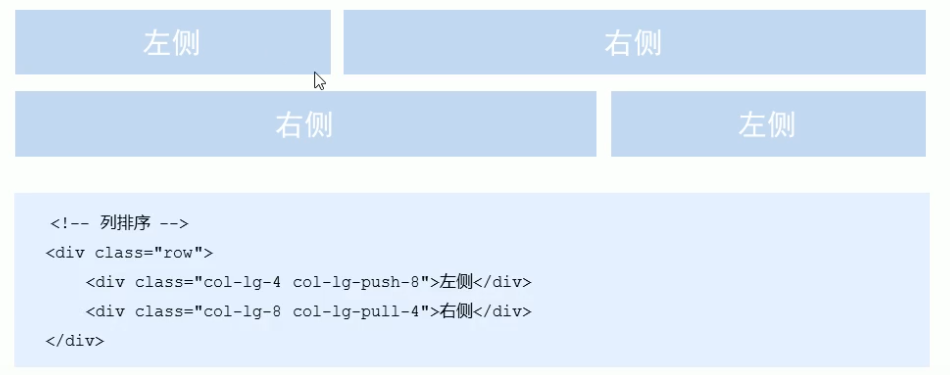 左侧 右侧
右侧 左侧
<!-- 列排序 -->
<div class="row">
    <div class="col-lg-4 col-lg-push-8">左侧</div>
    <div class="col-lg-8 col-lg-pull-4">右侧</div>
</div>